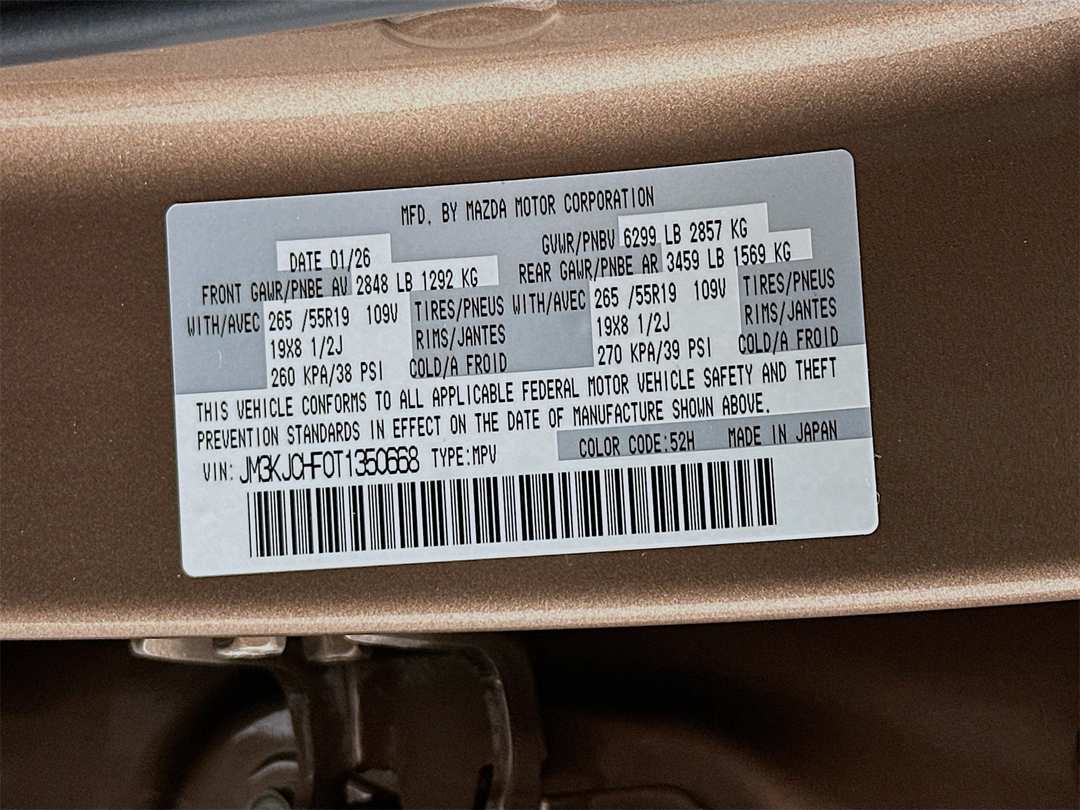 MFD. BY MAZDA MOTOR CORPORATION
DATE 01/26 GVWR/PNBV 6299 LB 2857 KG
FRONT GAWR/PNBE AV 2848 LB 1292 KG REAR GAWR/PNBE AR 3459 LB 1569 KG
WITH/AVEC 265 /55R19 109V TIRES/PNEUS WITH/AVEC 265 /55R19 109V TIRES/PNEUS
19X8 1/2J RIMS/JANTES 19X8 1/2J RIMS/JANTES
260 KPA/38 PSI COLD/A FROID 270 KPA/39 PSI COLD/A FROID
THIS VEHICLE CONFORMS TO ALL APPLICABLE FEDERAL MOTOR VEHICLE SAFETY AND THEFT
PREVENTION STANDARDS IN EFFECT ON THE DATE OF MANUFACTURE SHOWN ABOVE.
COLOR CODE:52H MADE IN JAPAN
VIN: JM3KJCHF0T1350668 TYPE:MPV